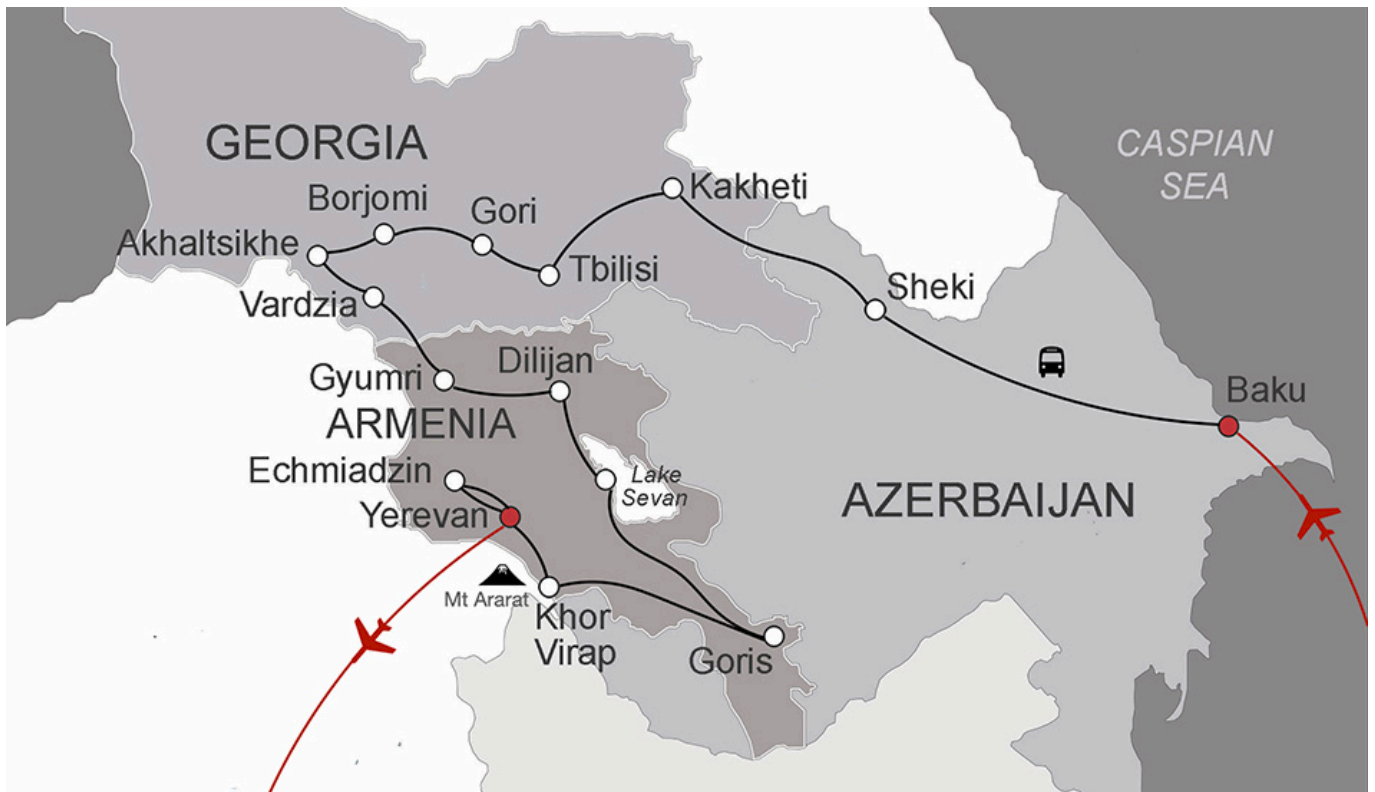 CASPIAN
SEA
GEORGIA
Kakheti
Borjomi
Gori
Akhaltsikhe
Tbilisi
Sheki
Vardzia
Dilijan
Gyumri
Baku
ARMENIA
Echmiadzin
Lake
Sevan
AZERBAIJAN
Yerevan
Mt Ararat
Khor
Virap
Goris